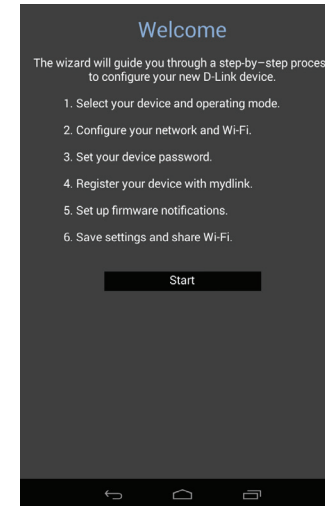 Welcome
The wizard will guide you through a step-by-step proces
to configure your new D-Link device.
1. Select your device and operating mode.
2. Configure your network and Wi-Fi.
3. Set your device password.
4. Register your device with mydlink.
5. Set up firmware notifications.
6. Save settings and share Wi-Fi.
Start